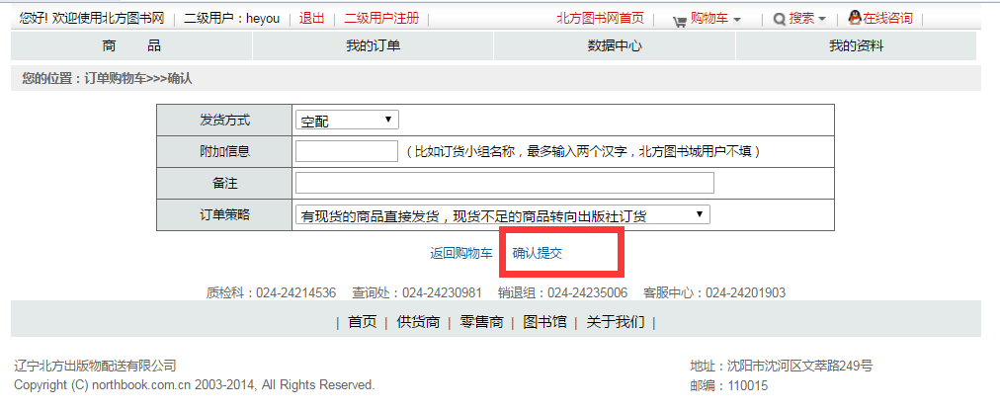 您好! 欢迎使用北方图书网 | 二级用户：heyou | 退出 | 二级用户注册 | 北方图书网首页 | 购物车 | 搜索 | 在线咨询 |
商 品 我的订单 数据中心 我的资料
您的位置：订单购物车>>>确认
发货方式 空配
附加信息 （比如订货小组名称，最多输入两个汉字，北方图书城用户不填）
备注
订单策略 有现货的商品直接发货，现货不足的商品转向出版社订货
返回购物车 确认提交
质检科：024-24214536 查询处：024-24230981 销退组：024-24235006 客服中心：024-24201903
| 首页 | 供货商 | 零售商 | 图书馆 | 关于我们 |
辽宁北方出版物配送有限公司 地址：沈阳市沈河区文萃路249号
Copyright (C) northbook.com.cn 2003-2014, All Rights Reserved. 邮编：110015